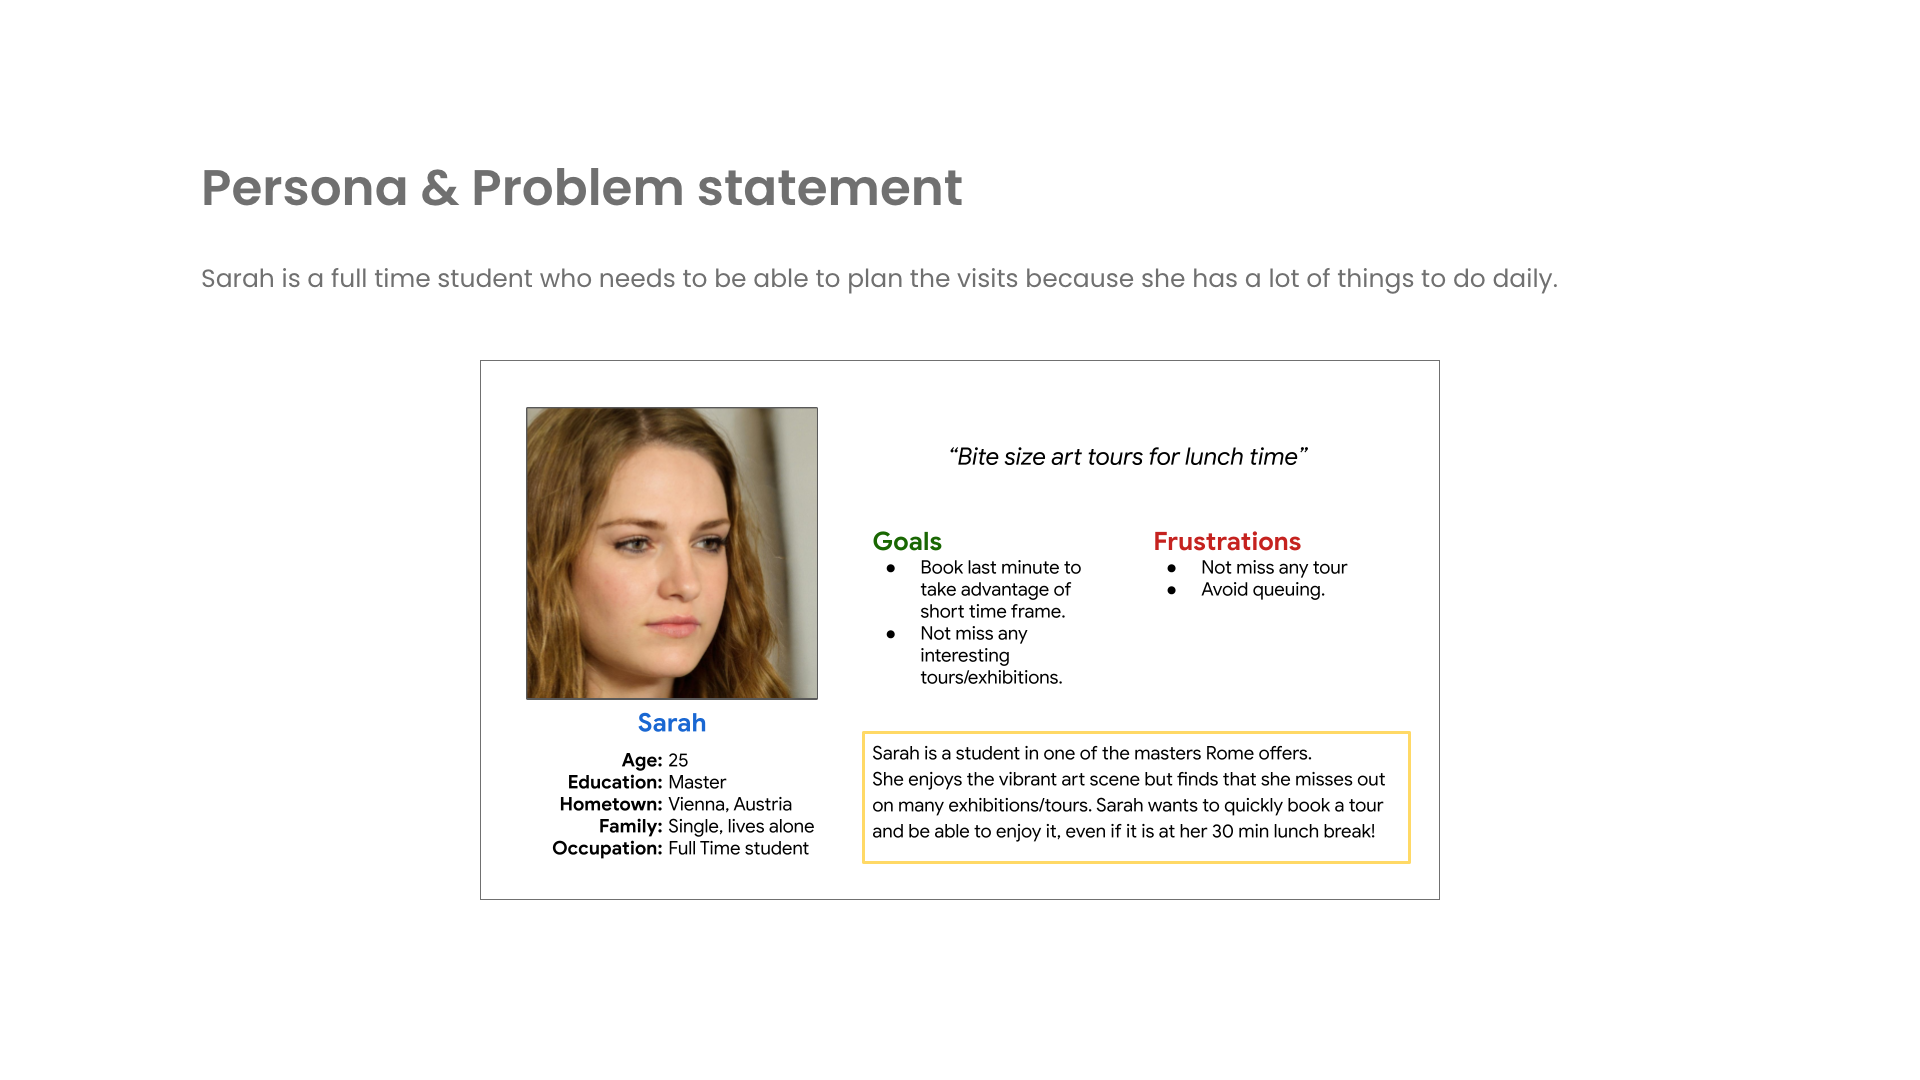 Persona & Problem statement
Sarah is a full time student who needs to be able to plan the visits because she has a lot of things to do daily.
“Bite size art tours for lunch time”
Goals
● Book last minute to
take advantage of
short time frame.
● Not miss any
interesting
tours/exhibitions.
Frustrations
● Not miss any tour
● Avoid queuing.
Sarah
Age: 25
Education: Master
Hometown: Vienna, Austria
Family: Single, lives alone
Occupation: Full Time student
Sarah is a student in one of the masters Rome offers.
She enjoys the vibrant art scene but finds that she misses out
on many exhibitions/tours. Sarah wants to quickly book a tour
and be able to enjoy it, even if it is at her 30 min lunch break!